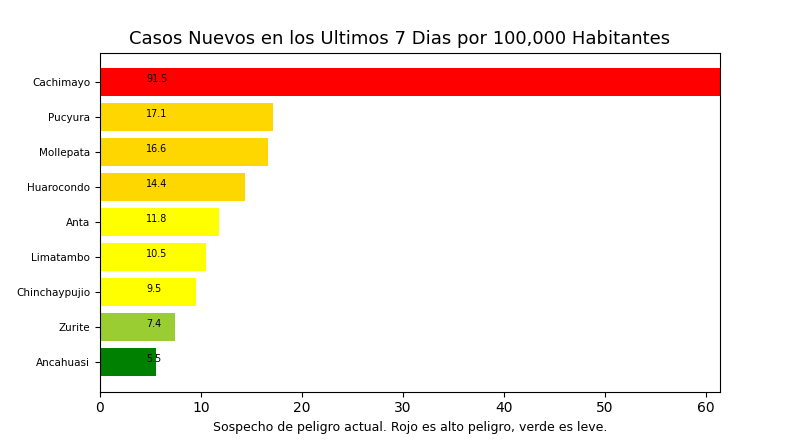 Casos Nuevos en los Ultimos 7 Dias por 100,000 Habitantes
Cachimayo 91.5
Pucyura 17.1
Mollepata 16.6
Huarocondo 14.4
Anta 11.8
Limatambo 10.5
Chinchaypujio 9.5
Zurite 7.4
Ancahuasi 5.5
0 10 20 30 40 50 60
Sospecho de peligro actual. Rojo es alto peligro, verde es leve.